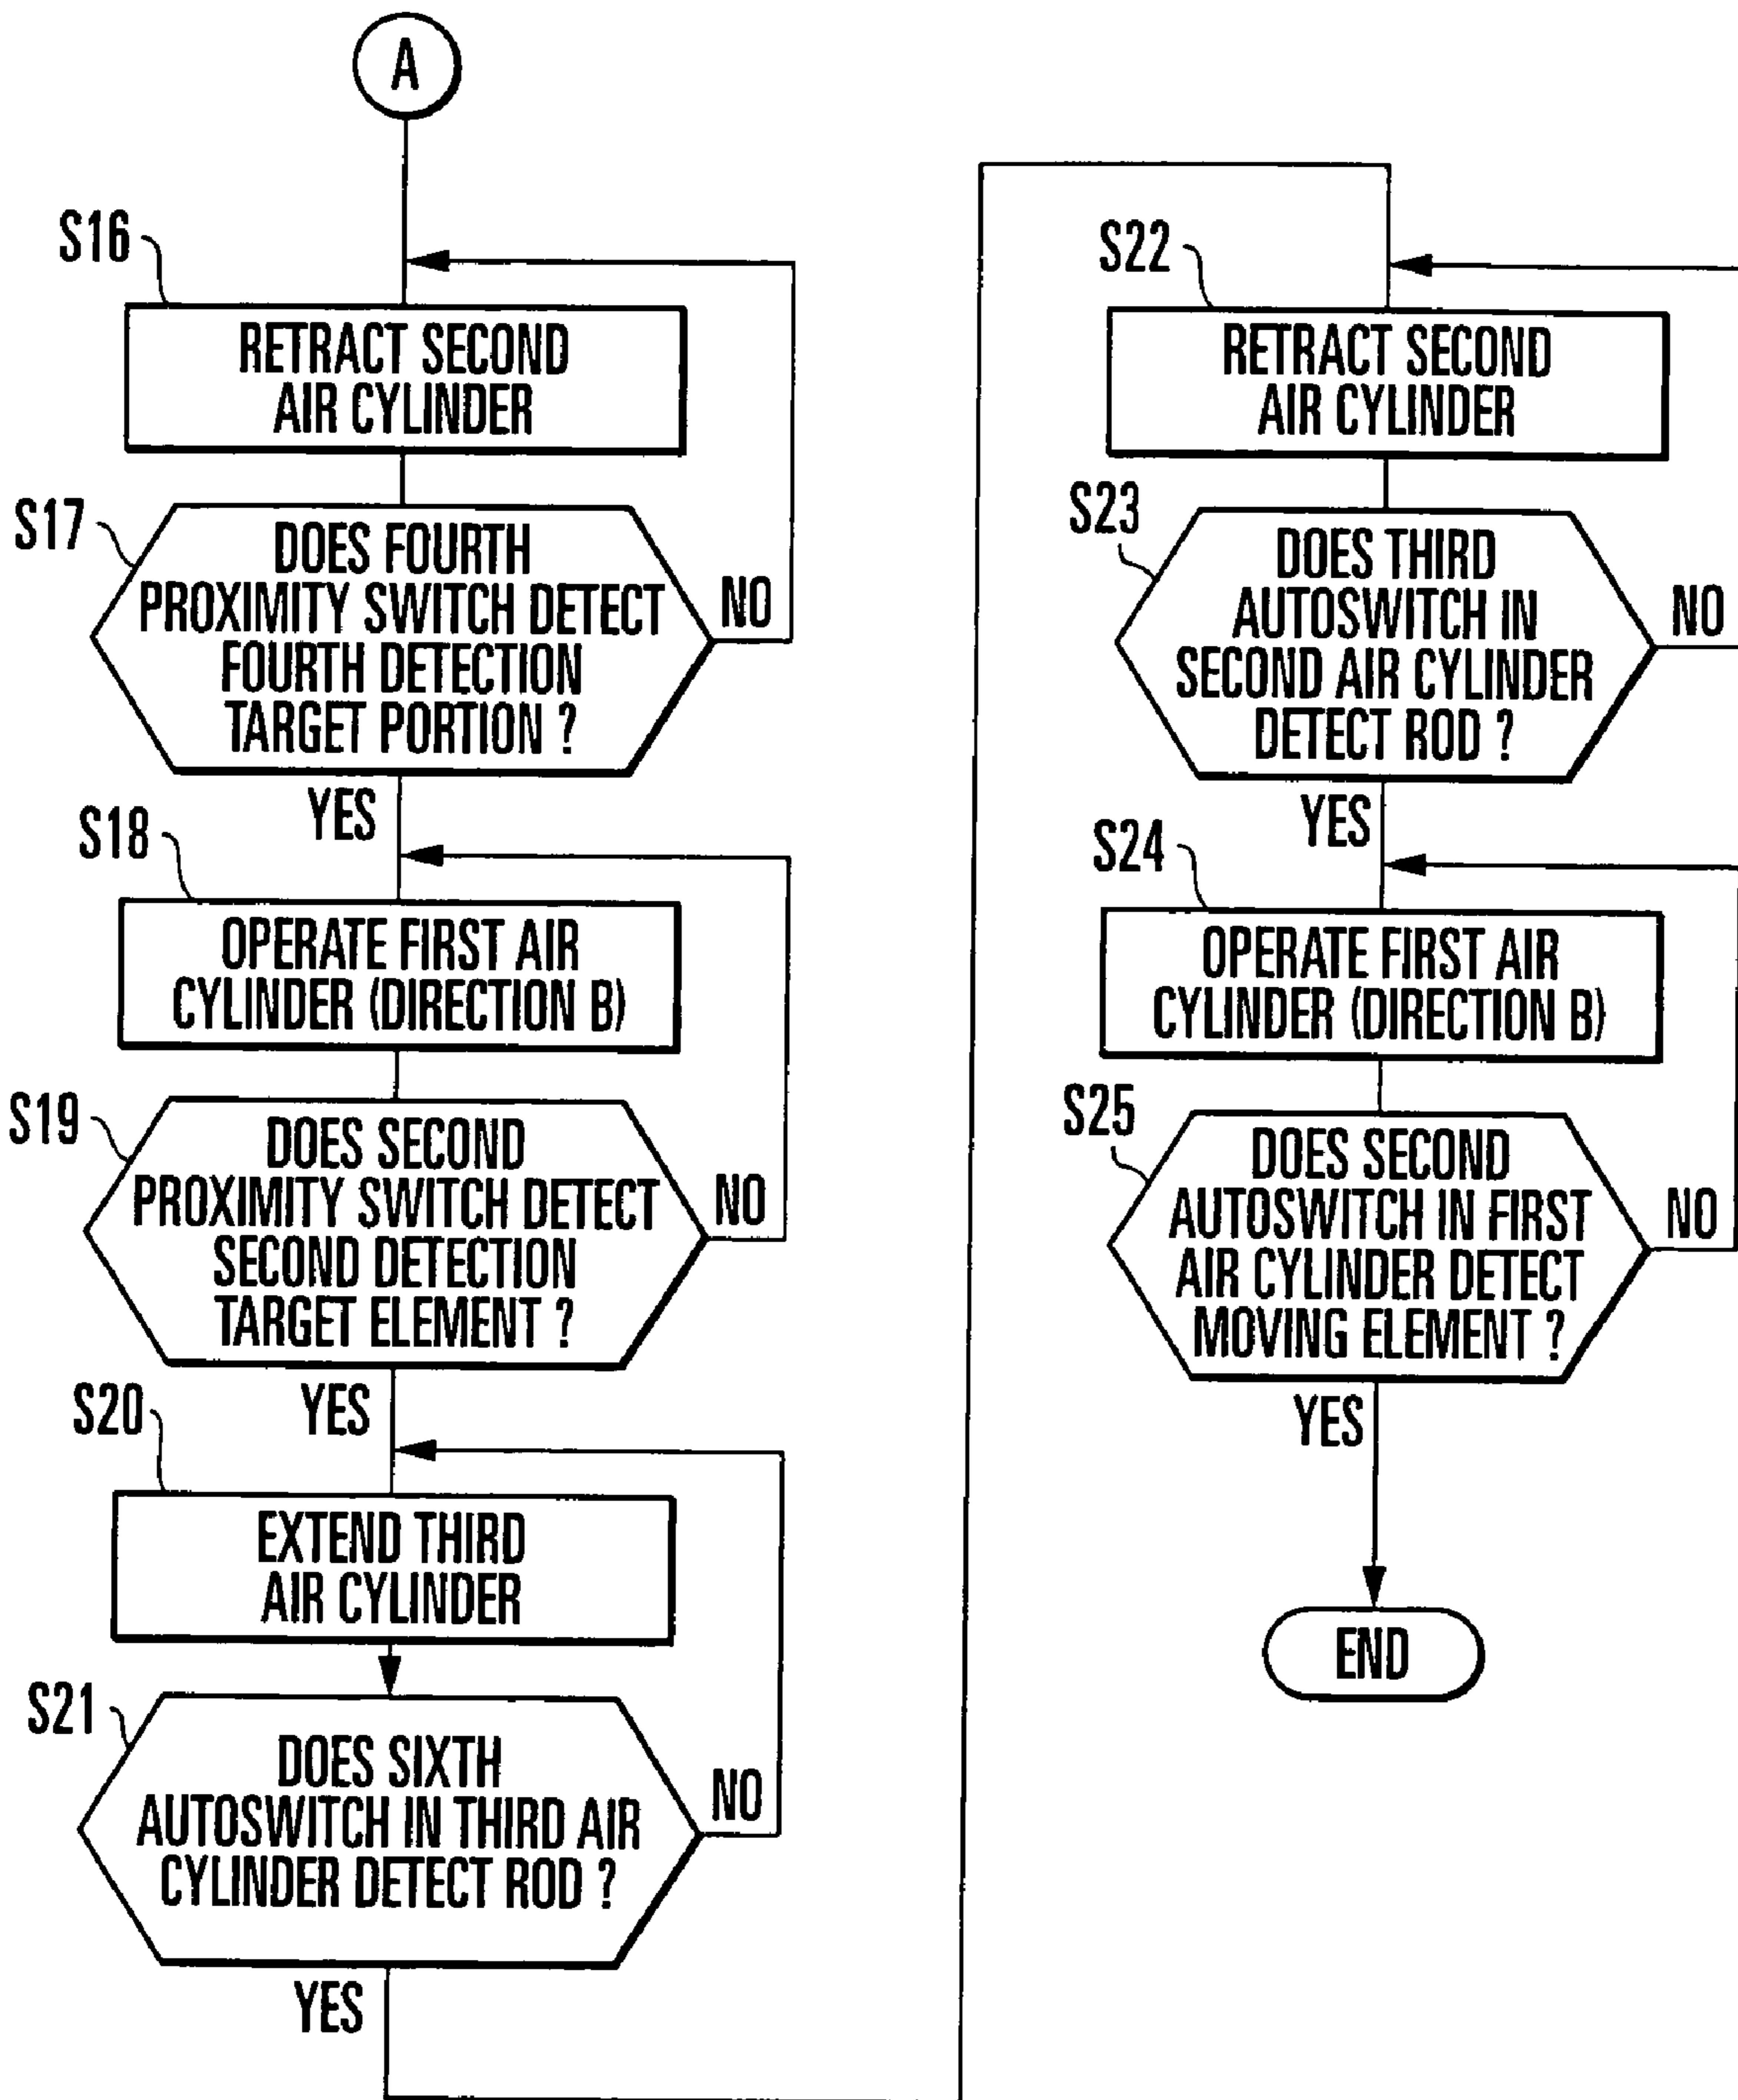 A
S16
RETRACT SECOND
AIR CYLINDER
S17
DOES FOURTH
PROXIMITY SWITCH DETECT
FOURTH DETECTION
TARGET PORTION ?
NO
YES
S18
OPERATE FIRST AIR
CYLINDER (DIRECTION B)
S19
DOES SECOND
PROXIMITY SWITCH DETECT
SECOND DETECTION
TARGET ELEMENT ?
NO
YES
S20
EXTEND THIRD
AIR CYLINDER
S21
DOES SIXTH
AUTOSWITCH IN THIRD AIR
CYLINDER DETECT ROD ?
NO
YES
S22
RETRACT SECOND
AIR CYLINDER
S23
DOES THIRD
AUTOSWITCH IN
SECOND AIR CYLINDER
DETECT ROD ?
NO
YES
S24
OPERATE FIRST AIR
CYLINDER (DIRECTION B)
S25
DOES SECOND
AUTOSWITCH IN FIRST
AIR CYLINDER DETECT
MOVING ELEMENT ?
NO
YES
END